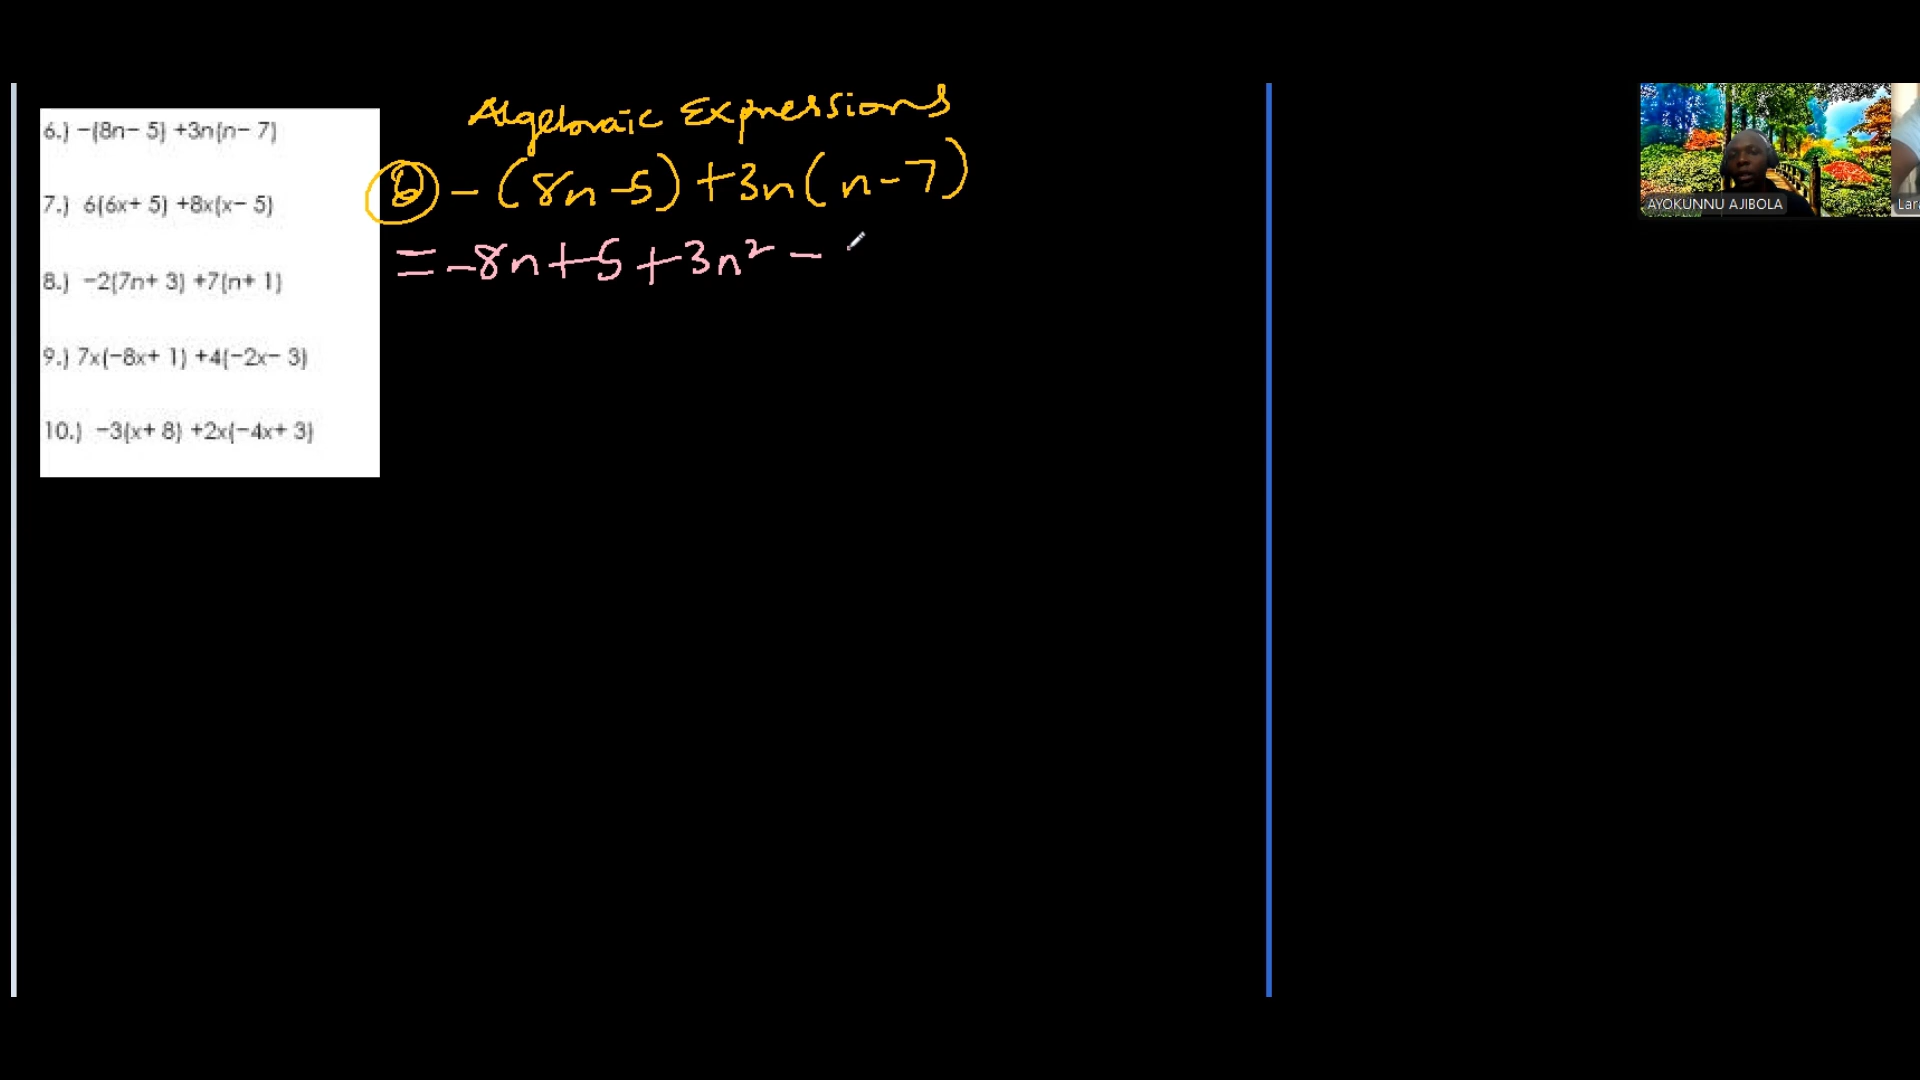 6.) −(8n− 5) +3n(n− 7)
7.) 6(6x+ 5) +8x(x− 5)
8.) −2(7n+ 3) +7(n+ 1)
9.) 7x(−8x+ 1) +4(−2x− 3)
10.) −3(x+ 8) +2x(−4x+ 3)
Algebraic Expressions
6 − (8n −5) +3n(n−7)
= −8n+5+3n² −
AYOKUNNU AJIBOLA
Lar